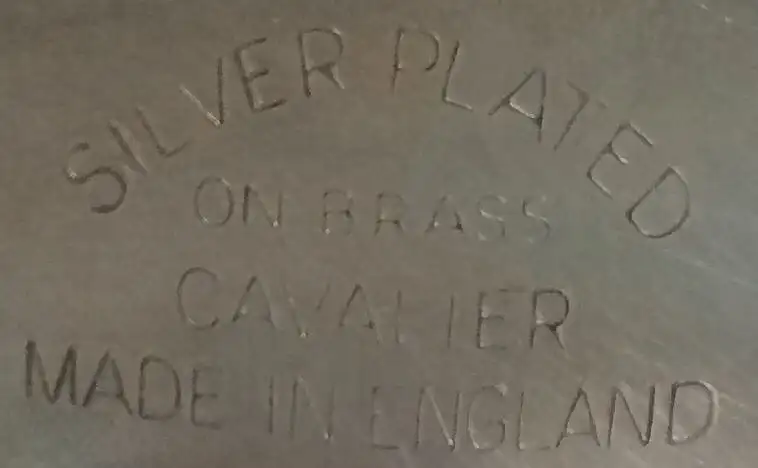 SILVER PLATED
ON BRASS
CAVALIER
MADE IN ENGLAND